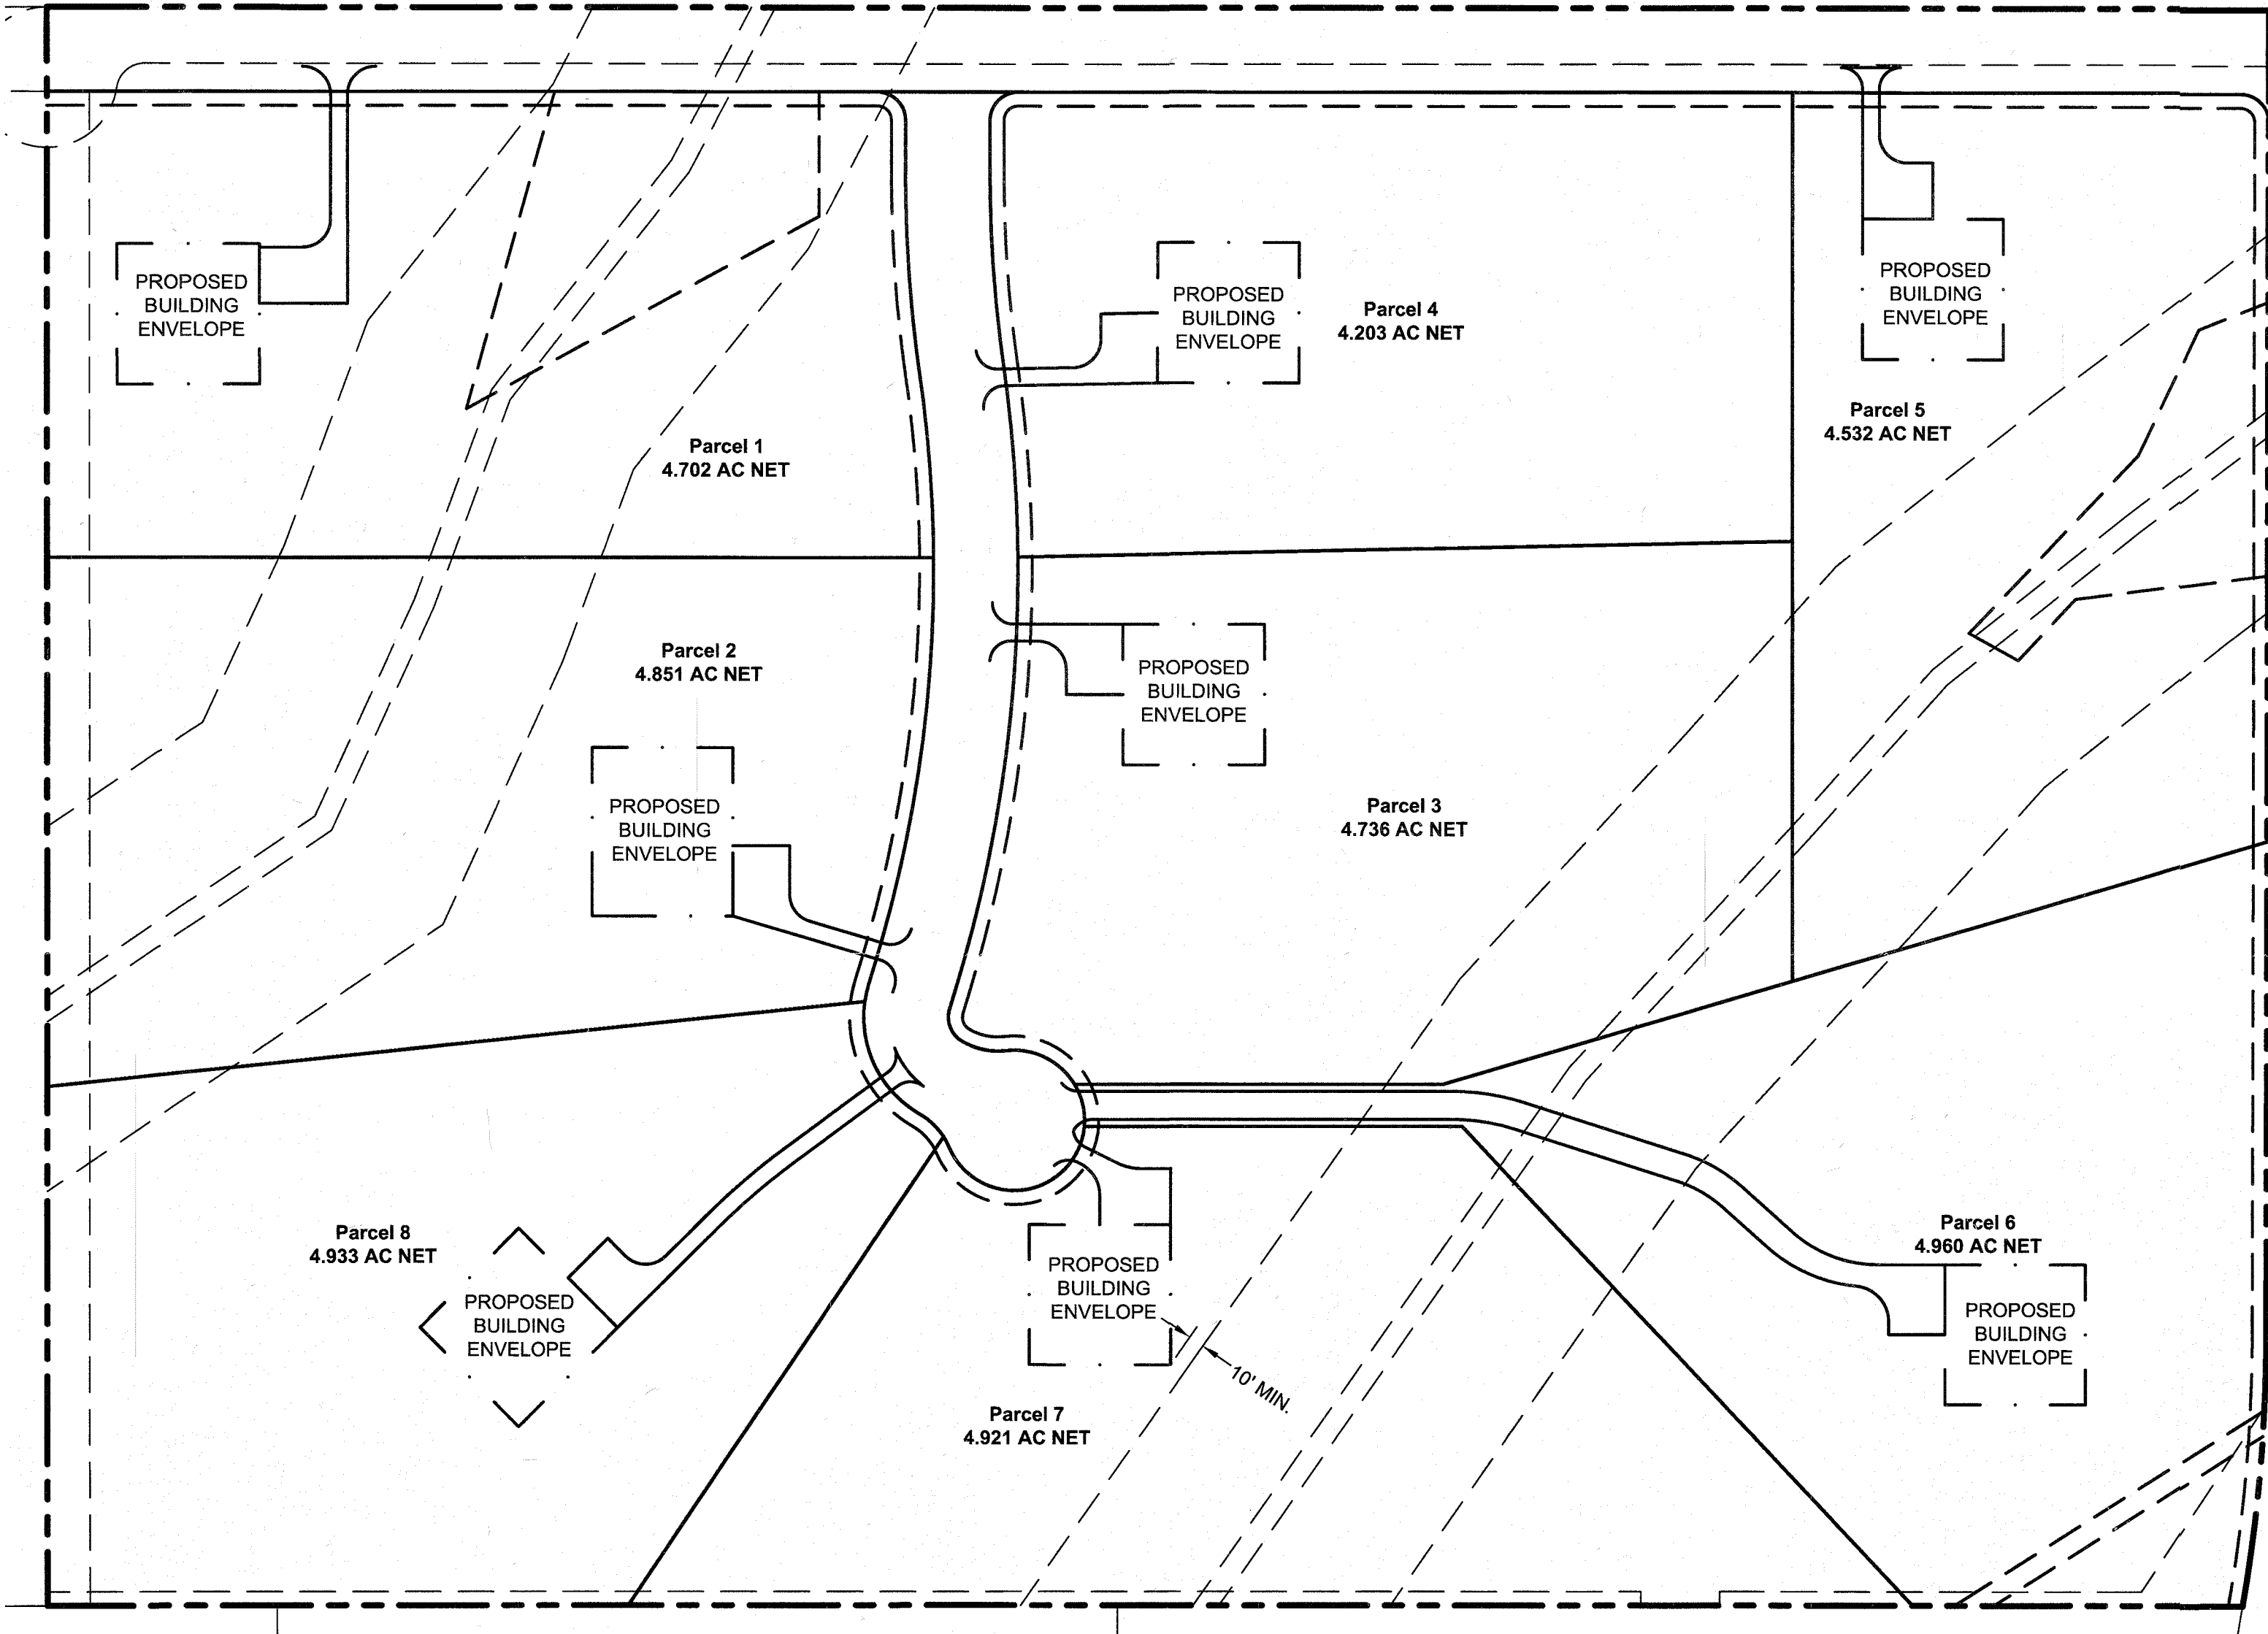 PROPOSED
BUILDING
ENVELOPE
PROPOSED
BUILDING
ENVELOPE
Parcel 4
4.203 AC NET
PROPOSED
BUILDING
ENVELOPE
Parcel 5
4.532 AC NET
Parcel 1
4.702 AC NET
Parcel 2
4.851 AC NET
PROPOSED
BUILDING
ENVELOPE
PROPOSED
BUILDING
ENVELOPE
Parcel 3
4.736 AC NET
Parcel 8
4.933 AC NET
PROPOSED
BUILDING
ENVELOPE
PROPOSED
BUILDING
ENVELOPE
10' MIN.
Parcel 7
4.921 AC NET
Parcel 6
4.960 AC NET
PROPOSED
BUILDING
ENVELOPE